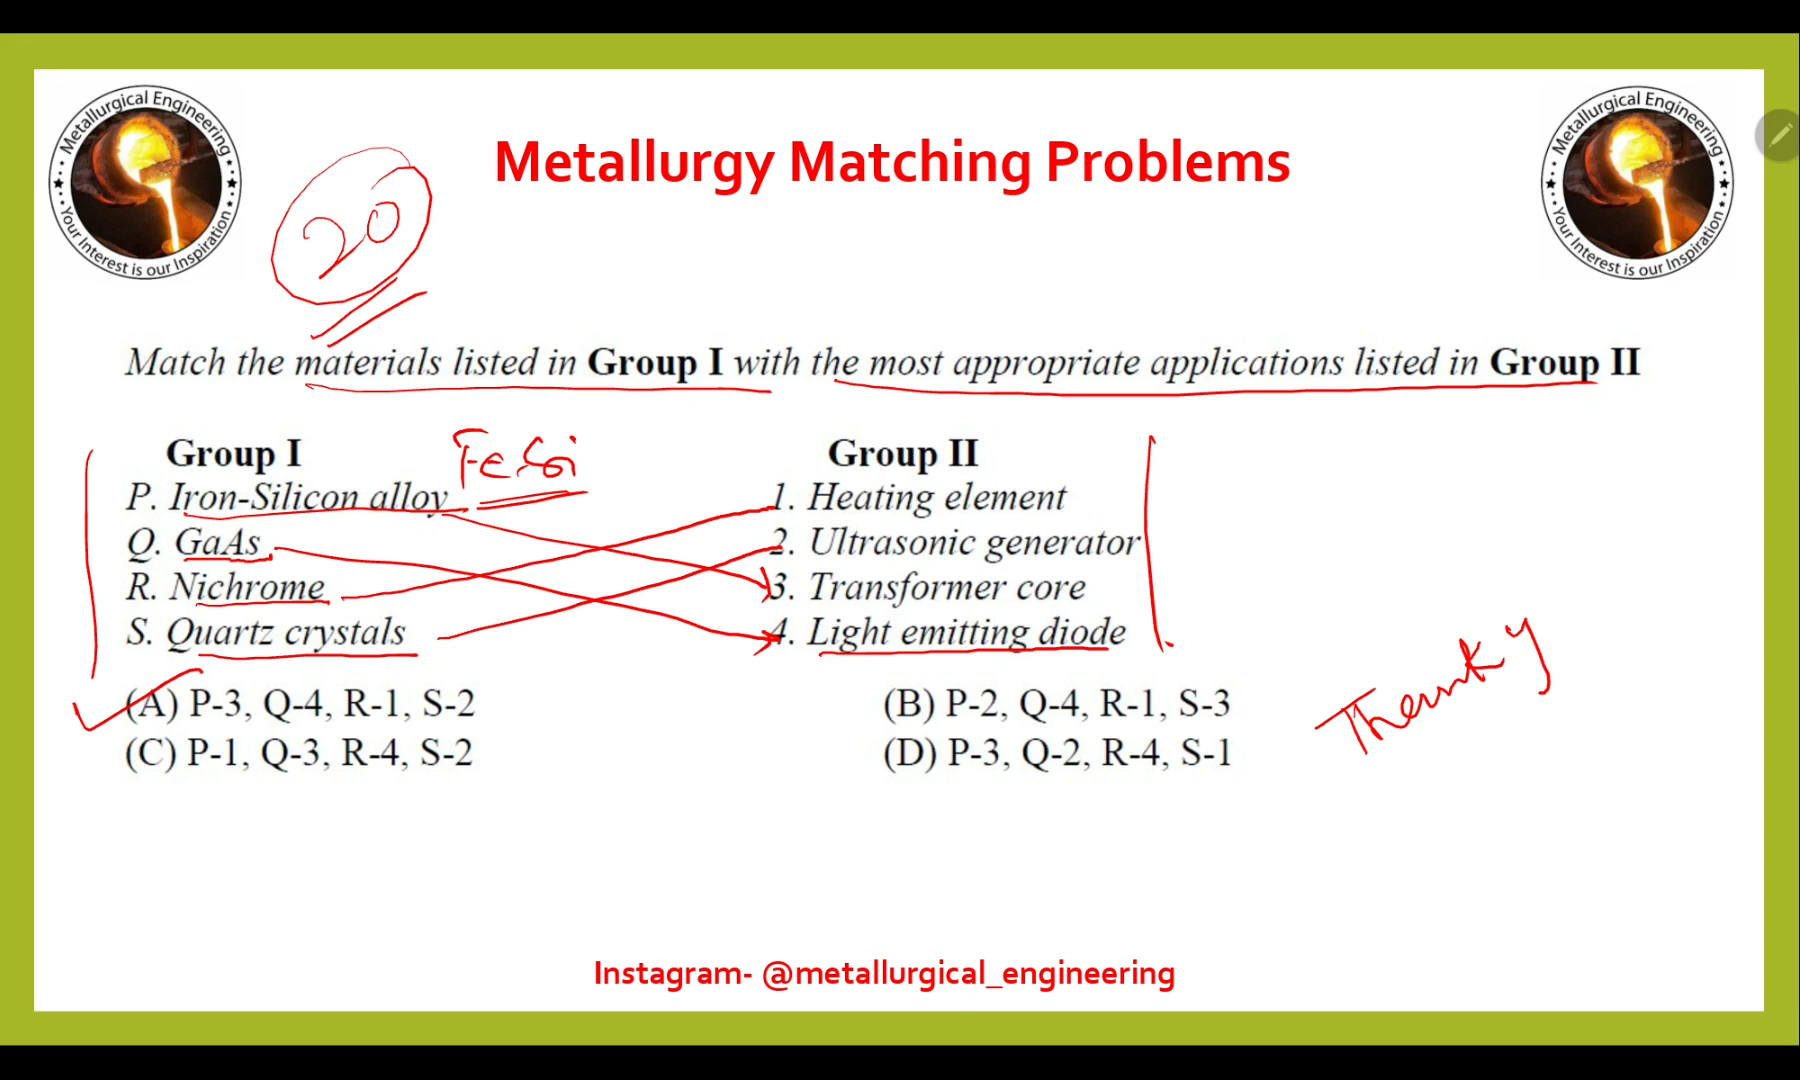 Metallurgical Engineering
Your Interest is our Inspiration
Metallurgy Matching Problems
Metallurgical Engineering
Your Interest is our Inspiration
20
Match the materials listed in Group I with the most appropriate applications listed in Group II
Group I
Group II
P. Iron-Silicon alloy
1. Heating element
Q. GaAs
2. Ultrasonic generator
R. Nichrome
3. Transformer core
S. Quartz crystals
4. Light emitting diode
(A) P-3, Q-4, R-1, S-2
(B) P-2, Q-4, R-1, S-3
(C) P-1, Q-3, R-4, S-2
(D) P-3, Q-2, R-4, S-1
Instagram- @metallurgical_engineering